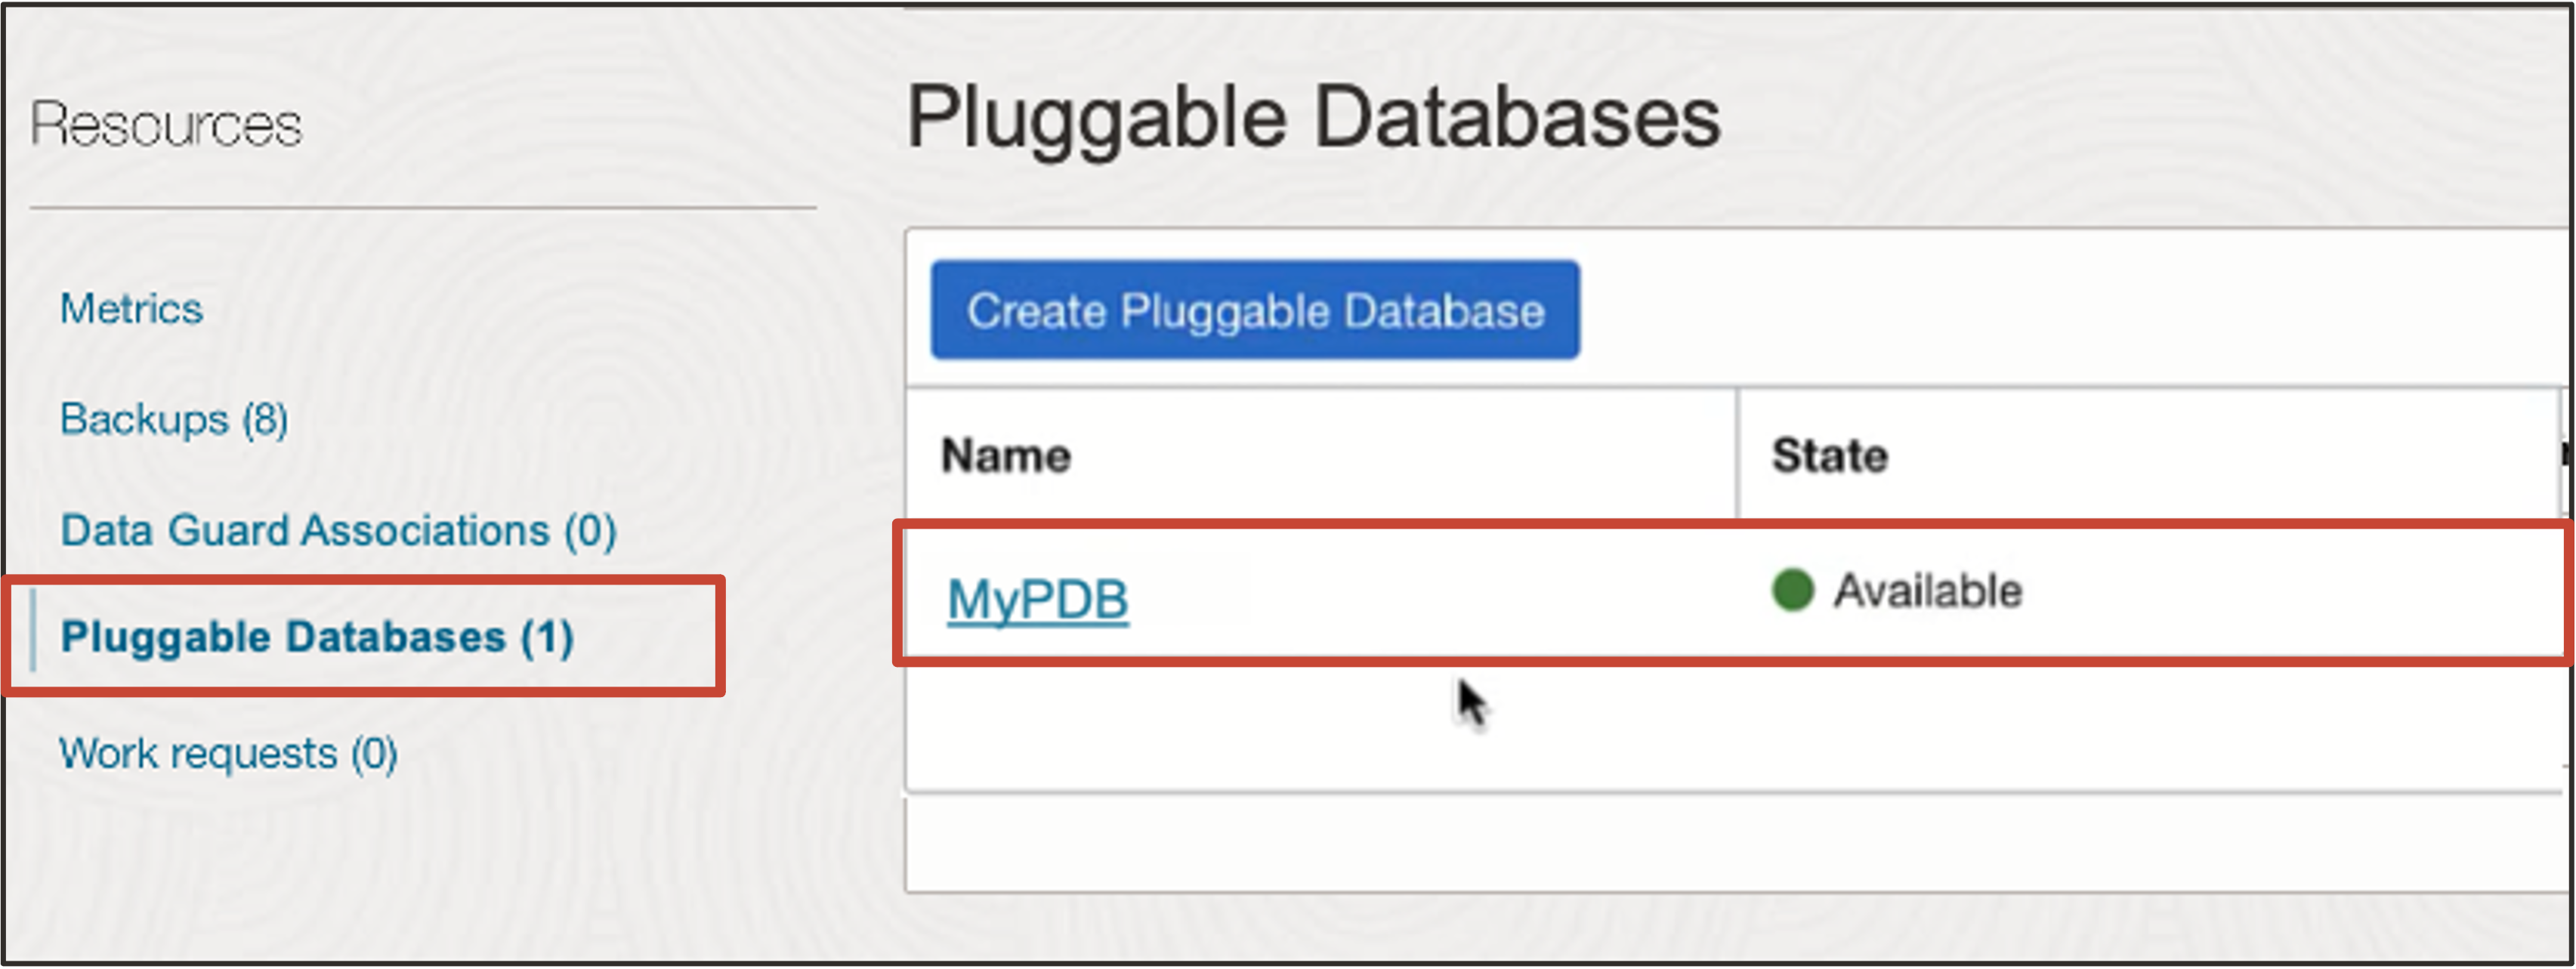 Resources
Metrics
Backups (8)
Data Guard Associations (0)
Pluggable Databases (1)
Work requests (0)
Pluggable Databases
Create Pluggable Database
Name State
MyPDB Available